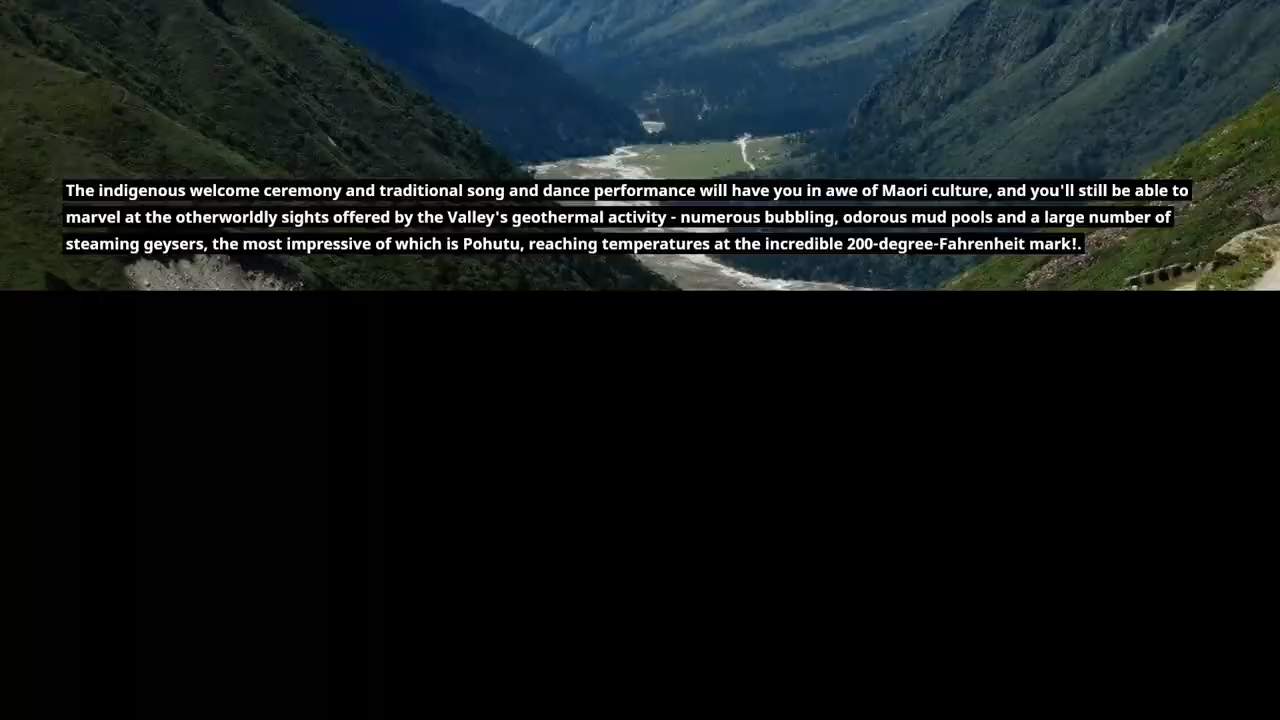 The indigenous welcome ceremony and traditional song and dance performance will have you in awe of Maori culture, and you'll still be able to
marvel at the otherworldly sights offered by the Valley's geothermal activity - numerous bubbling, odorous mud pools and a large number of
steaming geysers, the most impressive of which is Pohutu, reaching temperatures at the incredible 200-degree-Fahrenheit mark!.